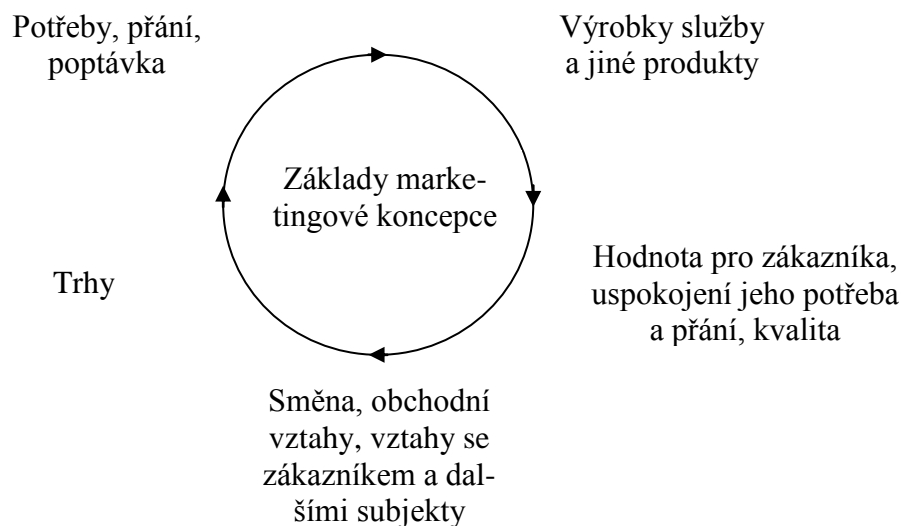 Potřeby, přání,
poptávka
Výrobky služby
a jiné produkty
Základy marke-
tingové koncepce
Hodnota pro zákazníka,
uspokojení jeho potřeba
a přání, kvalita
Trhy
Směna, obchodní
vztahy, vztahy se
zákazníkem a dal-
šími subjekty